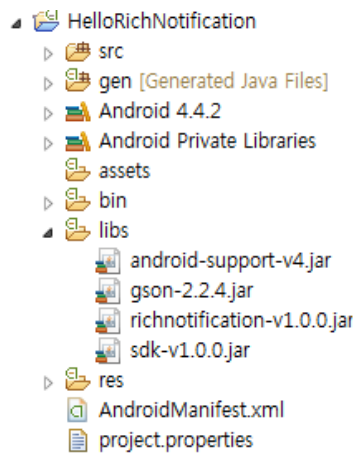 HelloRichNotification
src
gen [Generated Java Files]
Android 4.4.2
Android Private Libraries
assets
bin
libs
android-support-v4.jar
gson-2.2.4.jar
richnotification-v1.0.0.jar
sdk-v1.0.0.jar
res
AndroidManifest.xml
project.properties